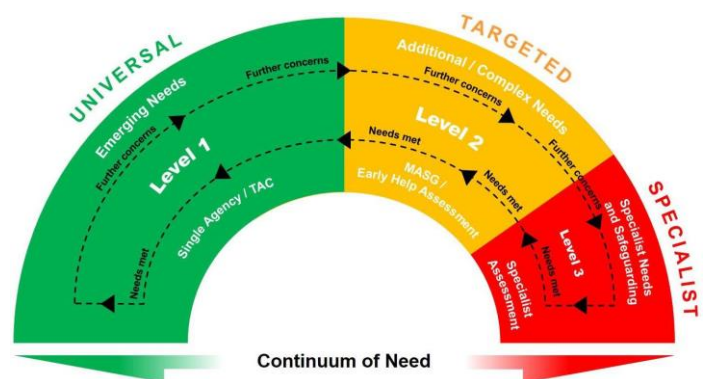 UNIVERSAL
TARGETED
SPECIALIST
Emerging Needs
Further concerns
Further concerns
Level 1
Needs met
Single Agency / TAC
Additional / Complex Needs
Further concerns
Further concerns
Level 2
Needs met
Needs met
MASG /
Early Help Assessment
Specialist Needs
and Safeguarding
Level 3
Needs met
Specialist
Assessment
Continuum of Need